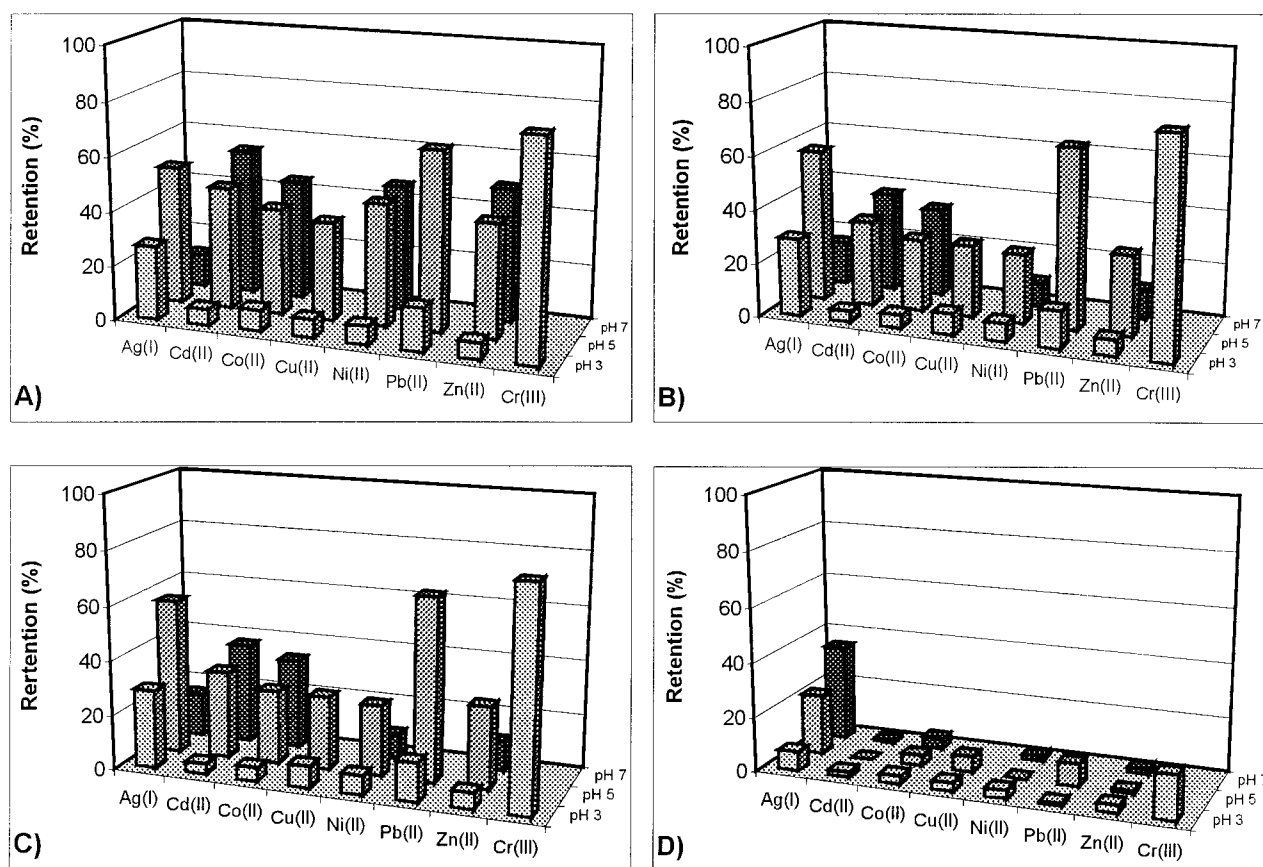 100
80
60
40
20
0
Retention (%)
Ag(I)
Cd(II)
Co(II)
Cu(II)
Ni(II)
Pb(II)
Zn(II)
Cr(III)
pH 7
pH 5
pH 3
A)
100
80
60
40
20
0
Retention (%)
Ag(I)
Cd(II)
Co(II)
Cu(II)
Ni(II)
Pb(II)
Zn(II)
Cr(III)
pH 7
pH 5
pH 3
B)
100
80
60
40
20
0
Rertention (%)
Ag(I)
Cd(II)
Co(II)
Cu(II)
Ni(II)
Pb(II)
Zn(II)
Cr(III)
pH 7
pH 5
pH 3
C)
100
80
60
40
20
0
Retention (%)
Ag(I)
Cd(II)
Co(II)
Cu(II)
Ni(II)
Pb(II)
Zn(II)
Cr(III)
pH 7
pH 5
pH 3
D)